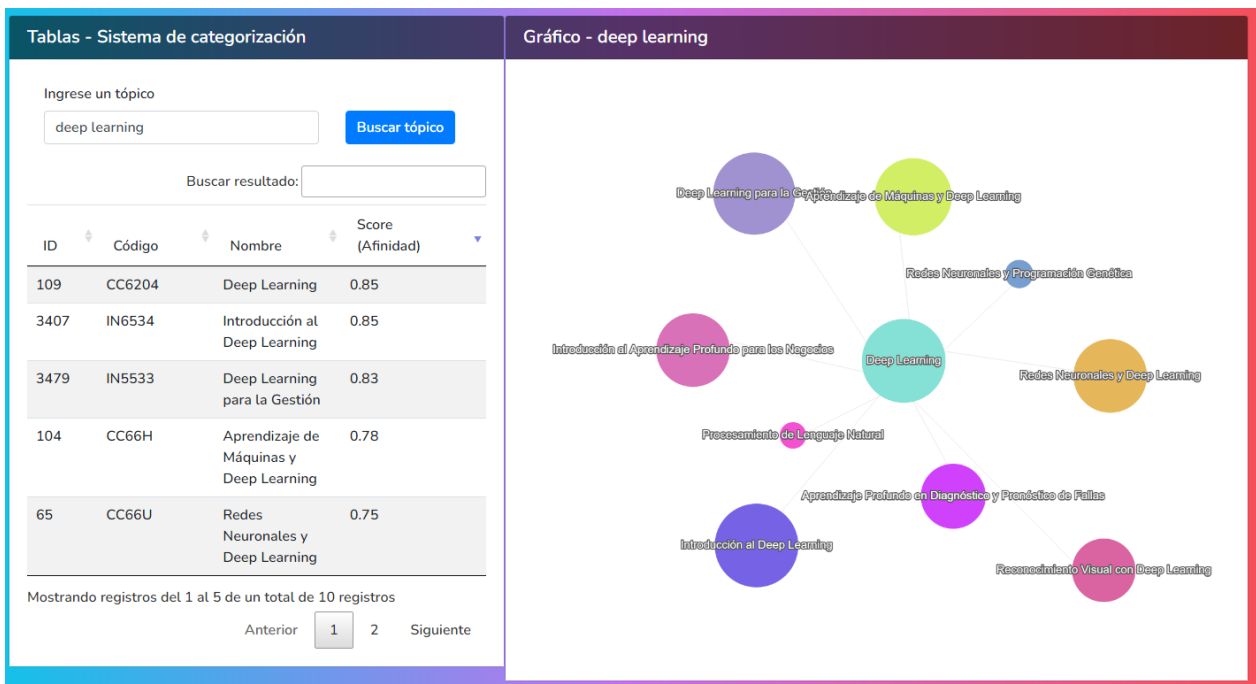 Tablas - Sistema de categorización
Ingrese un tópico
deep learning
Buscar tópico
Buscar resultado:
ID Código Nombre Score (Afinidad)
109 CC6204 Deep Learning 0.85
3407 IN6534 Introducción al Deep Learning 0.85
3479 IN5533 Deep Learning para la Gestión 0.83
104 CC66H Aprendizaje de Máquinas y Deep Learning 0.78
65 CC66U Redes Neuronales y Deep Learning 0.75
Mostrando registros del 1 al 5 de un total de 10 registros
Anterior 1 2 Siguiente
Gráfico - deep learning
Deep Learning para la Gestión
Aprendizaje de Máquinas y Deep Learning
Redes Neuronales y Programación Genética
Introducción al Aprendizaje Profundo para los Negocios
Deep Learning
Redes Neuronales y Deep Learning
Procesamiento de Lenguaje Natural
Aprendizaje Profundo en Diagnóstico y Pronóstico de Fallas
Introducción al Deep Learning
Reconocimiento Visual con Deep Learning